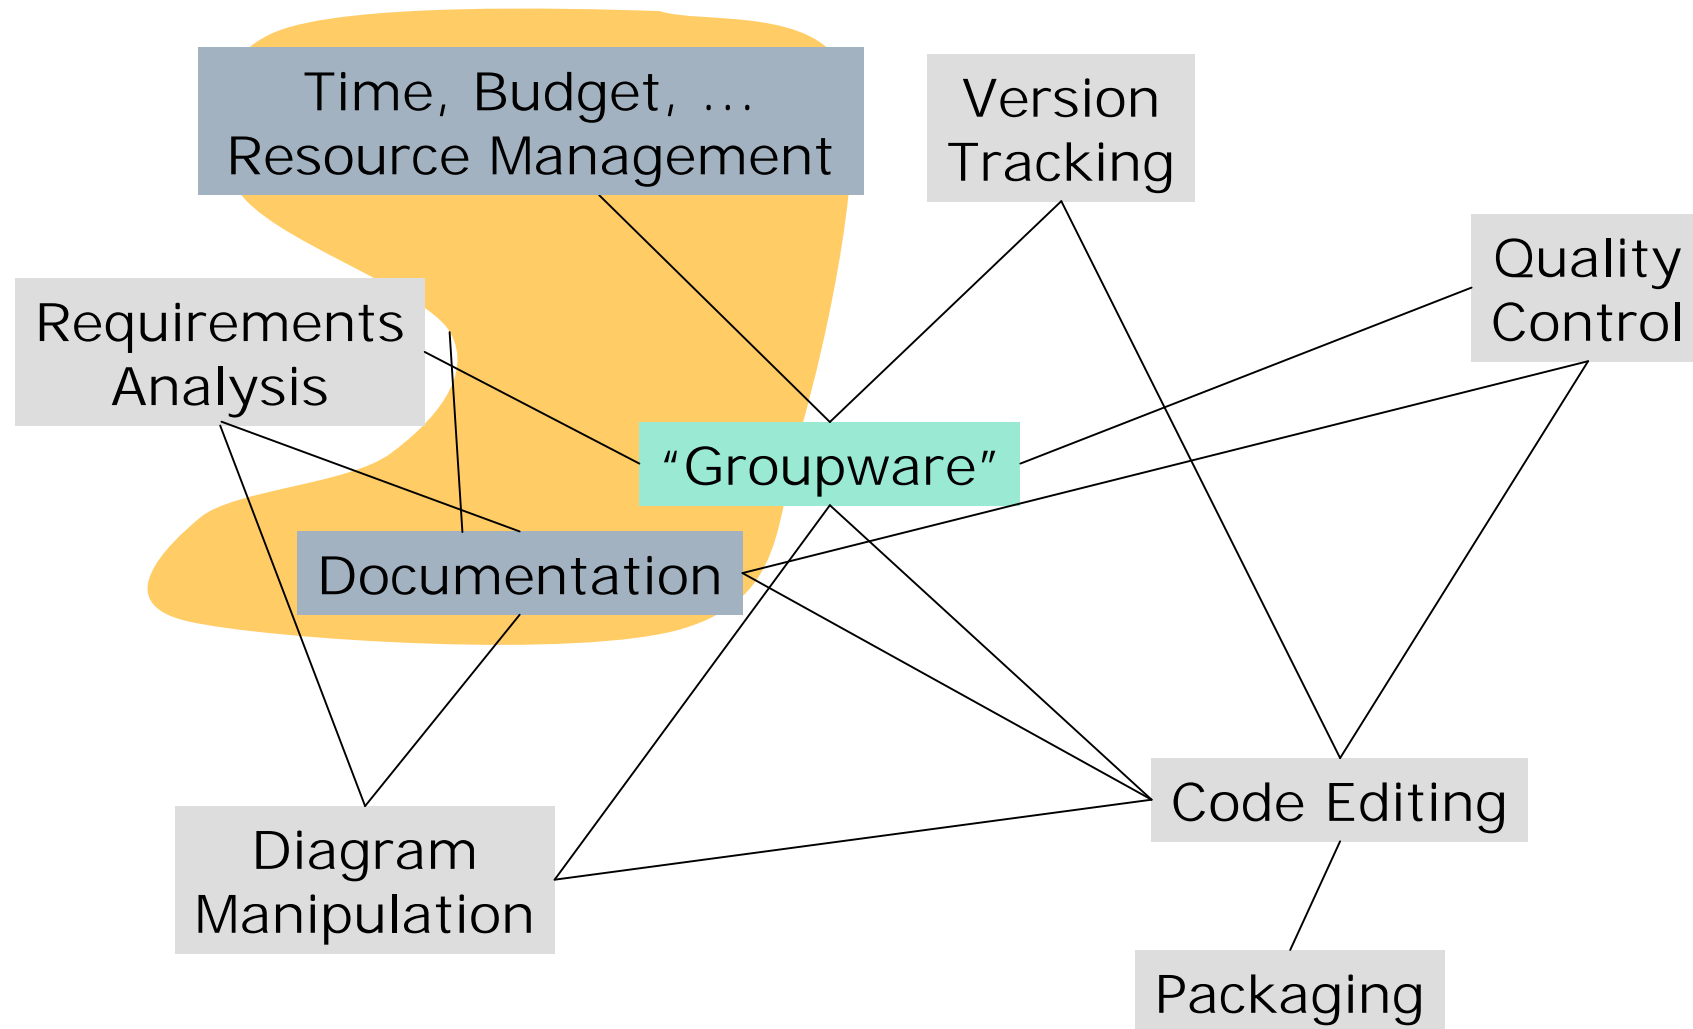 Time, Budget, ...
Resource Management
Version
Tracking
Quality
Control
Requirements
Analysis
“Groupware”
Documentation
Code Editing
Diagram
Manipulation
Packaging